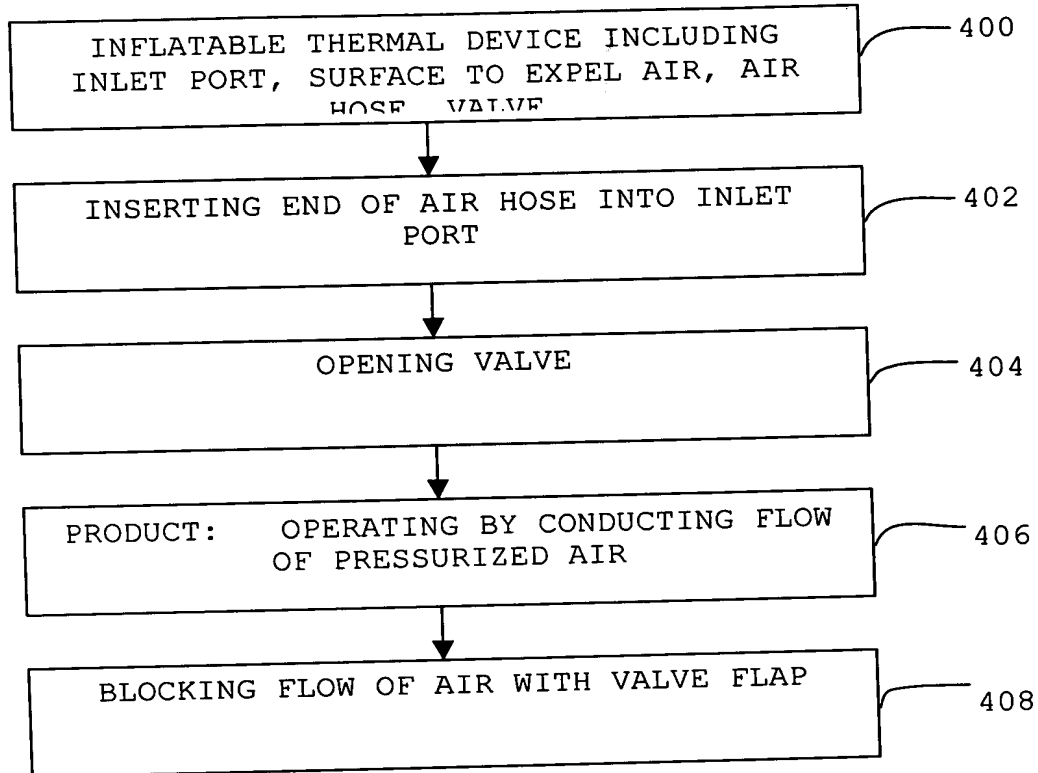 INFLATABLE THERMAL DEVICE INCLUDING
INLET PORT, SURFACE TO EXPEL AIR, AIR
HOSE, VALVE
400
INSERTING END OF AIR HOSE INTO INLET
PORT
402
OPENING VALVE
404
PRODUCT: OPERATING BY CONDUCTING FLOW
OF PRESSURIZED AIR
406
BLOCKING FLOW OF AIR WITH VALVE FLAP
408